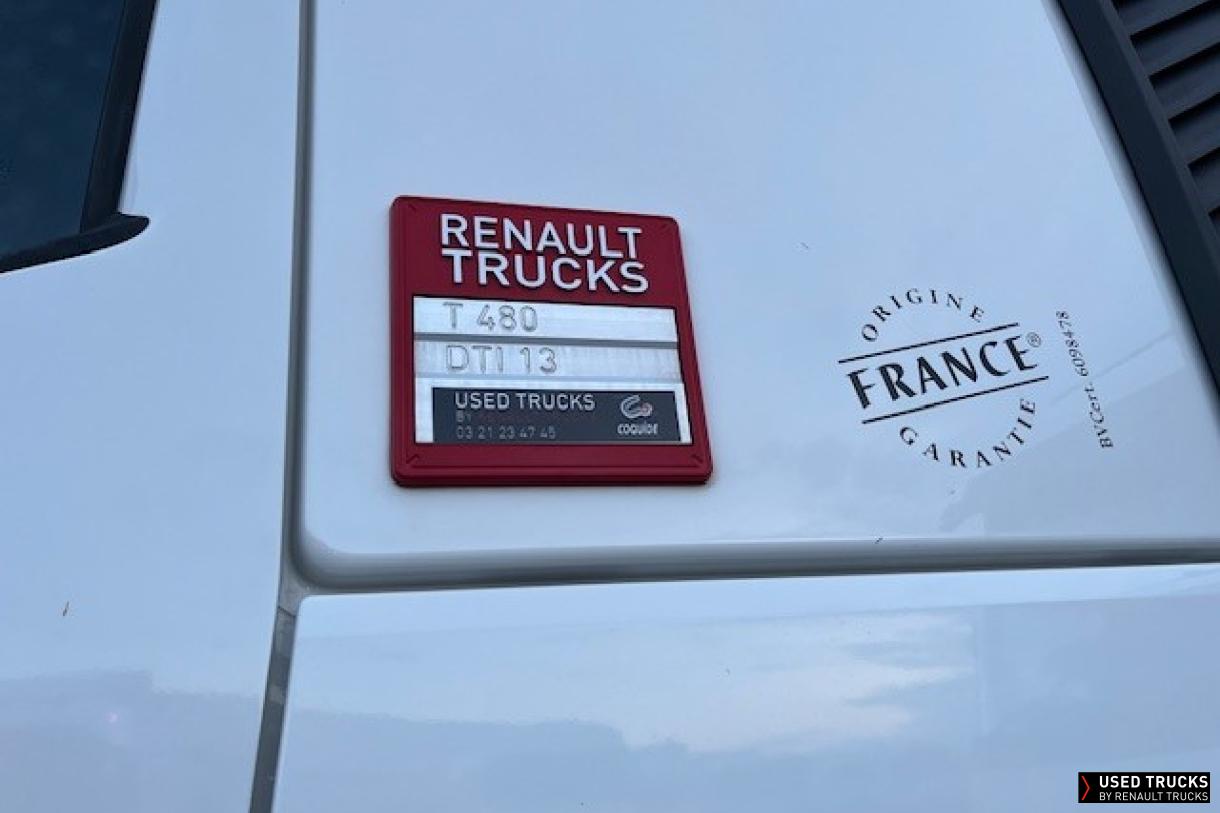 RENAULT
TRUCKS
T 480
DTI 13
USED TRUCKS
BY
03 21 23 47 45
coquide
ORIGINE
FRANCE®
GARANTIE
BVCert. 6098478
USED TRUCKS
BY RENAULT TRUCKS